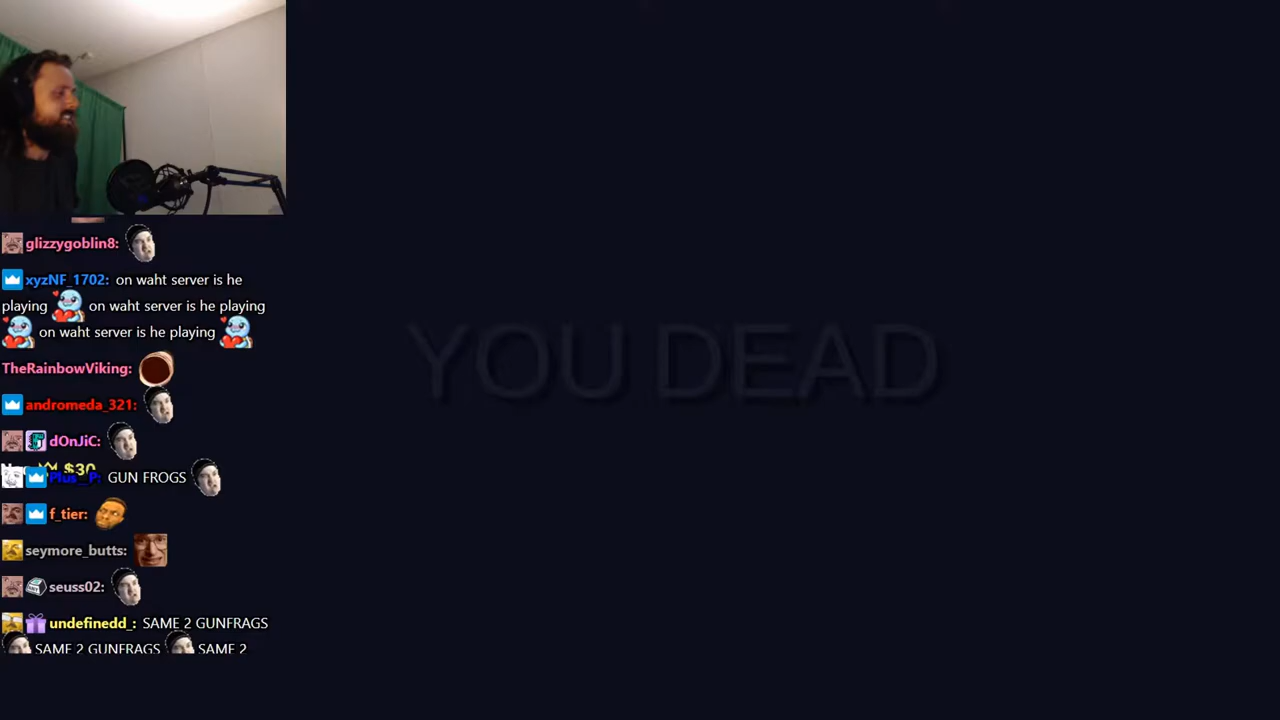 YOU DEAD
glizzygoblin8:
xyzNF_1702: on waht server is he
playing on waht server is he playing
on waht server is he playing
TheRainbowViking:
andromeda_321:
dOnJiC:
$30
Plus__P: GUN FROGS
f_tier:
seymore_butts:
seuss02:
undefinedd_: SAME 2 GUNFRAGS
SAME 2 GUNFRAGS SAME 2